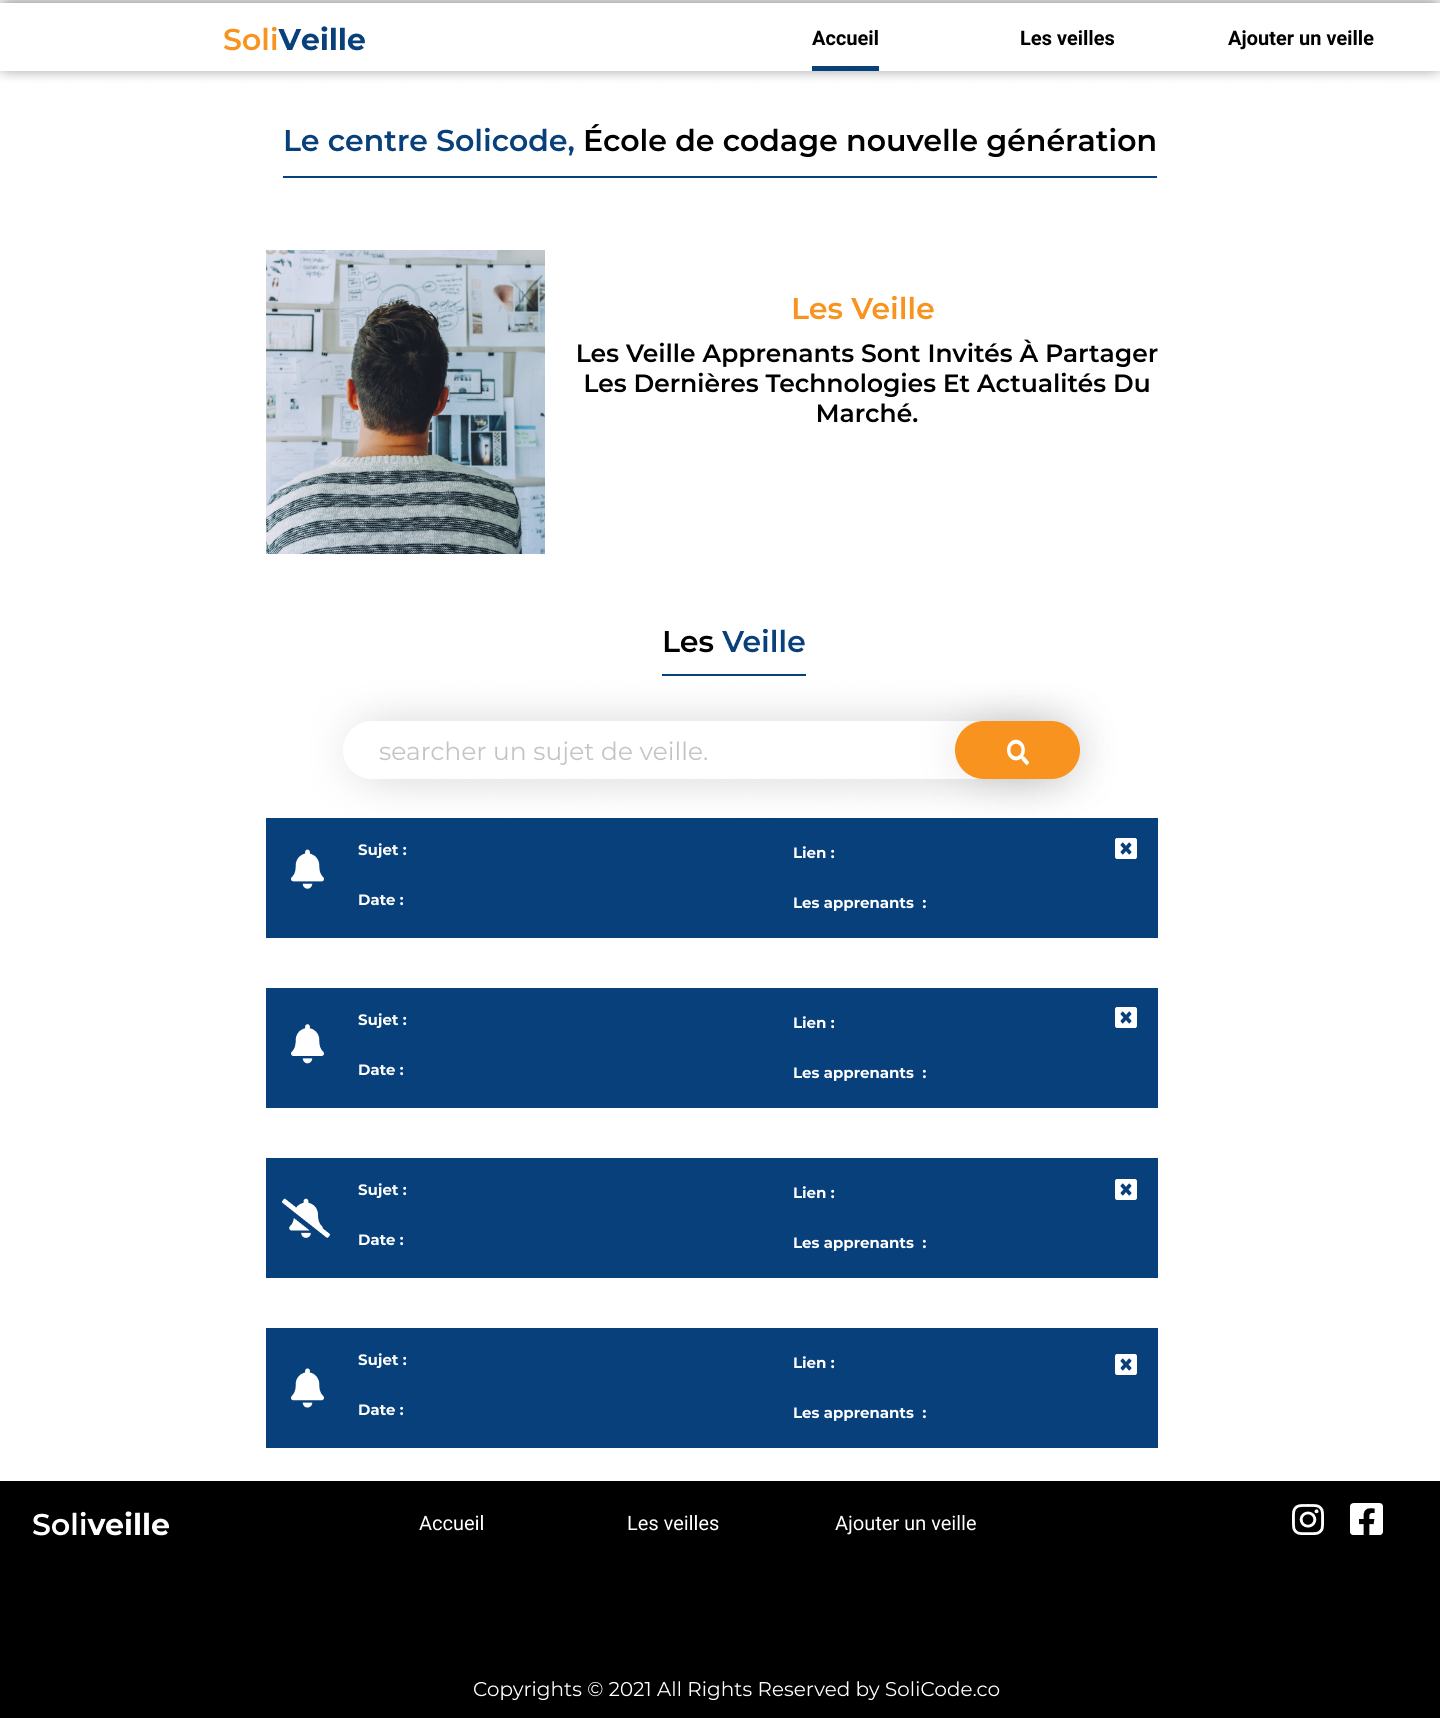 SoliVeille
Accueil
Les veilles
Ajouter un veille
Le centre Solicode, École de codage nouvelle génération
Les Veille
Les Veille Apprenants Sont Invités À Partager
Les Dernières Technologies Et Actualités Du
Marché.
Les Veille
searcher un sujet de veille.
Sujet :
Lien :
Date :
Les apprenants :
Sujet :
Lien :
Date :
Les apprenants :
Sujet :
Lien :
Date :
Les apprenants :
Sujet :
Lien :
Date :
Les apprenants :
Soliveille
Accueil
Les veilles
Ajouter un veille
Copyrights © 2021 All Rights Reserved by SoliCode.co